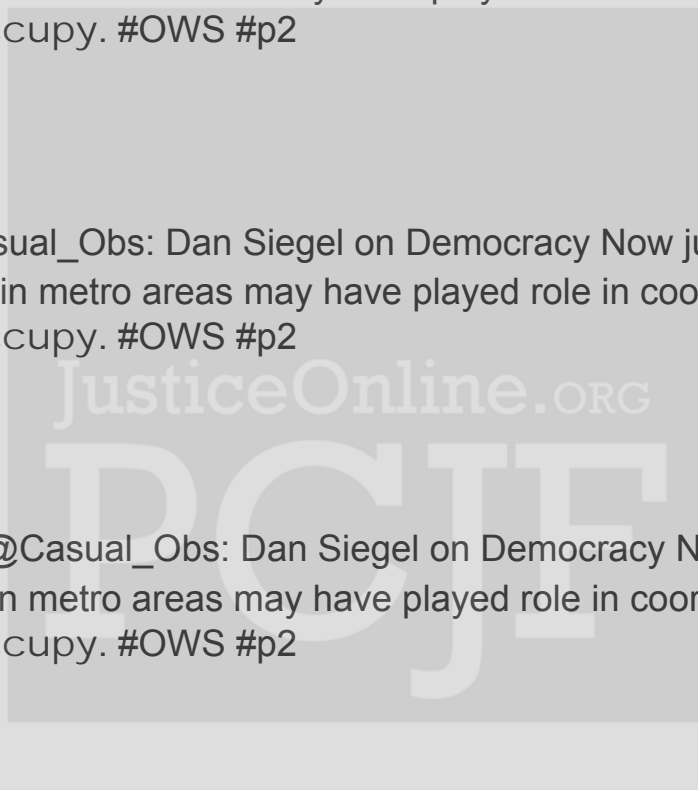 cupy. #OWS #p2
sual_Obs: Dan Siegel on Democracy Now ju
in metro areas may have played role in coo
cupy. #OWS #p2
JusticeOnline.ORG
PCJF
@Casual_Obs: Dan Siegel on Democracy N
n metro areas may have played role in coor
cupy. #OWS #p2